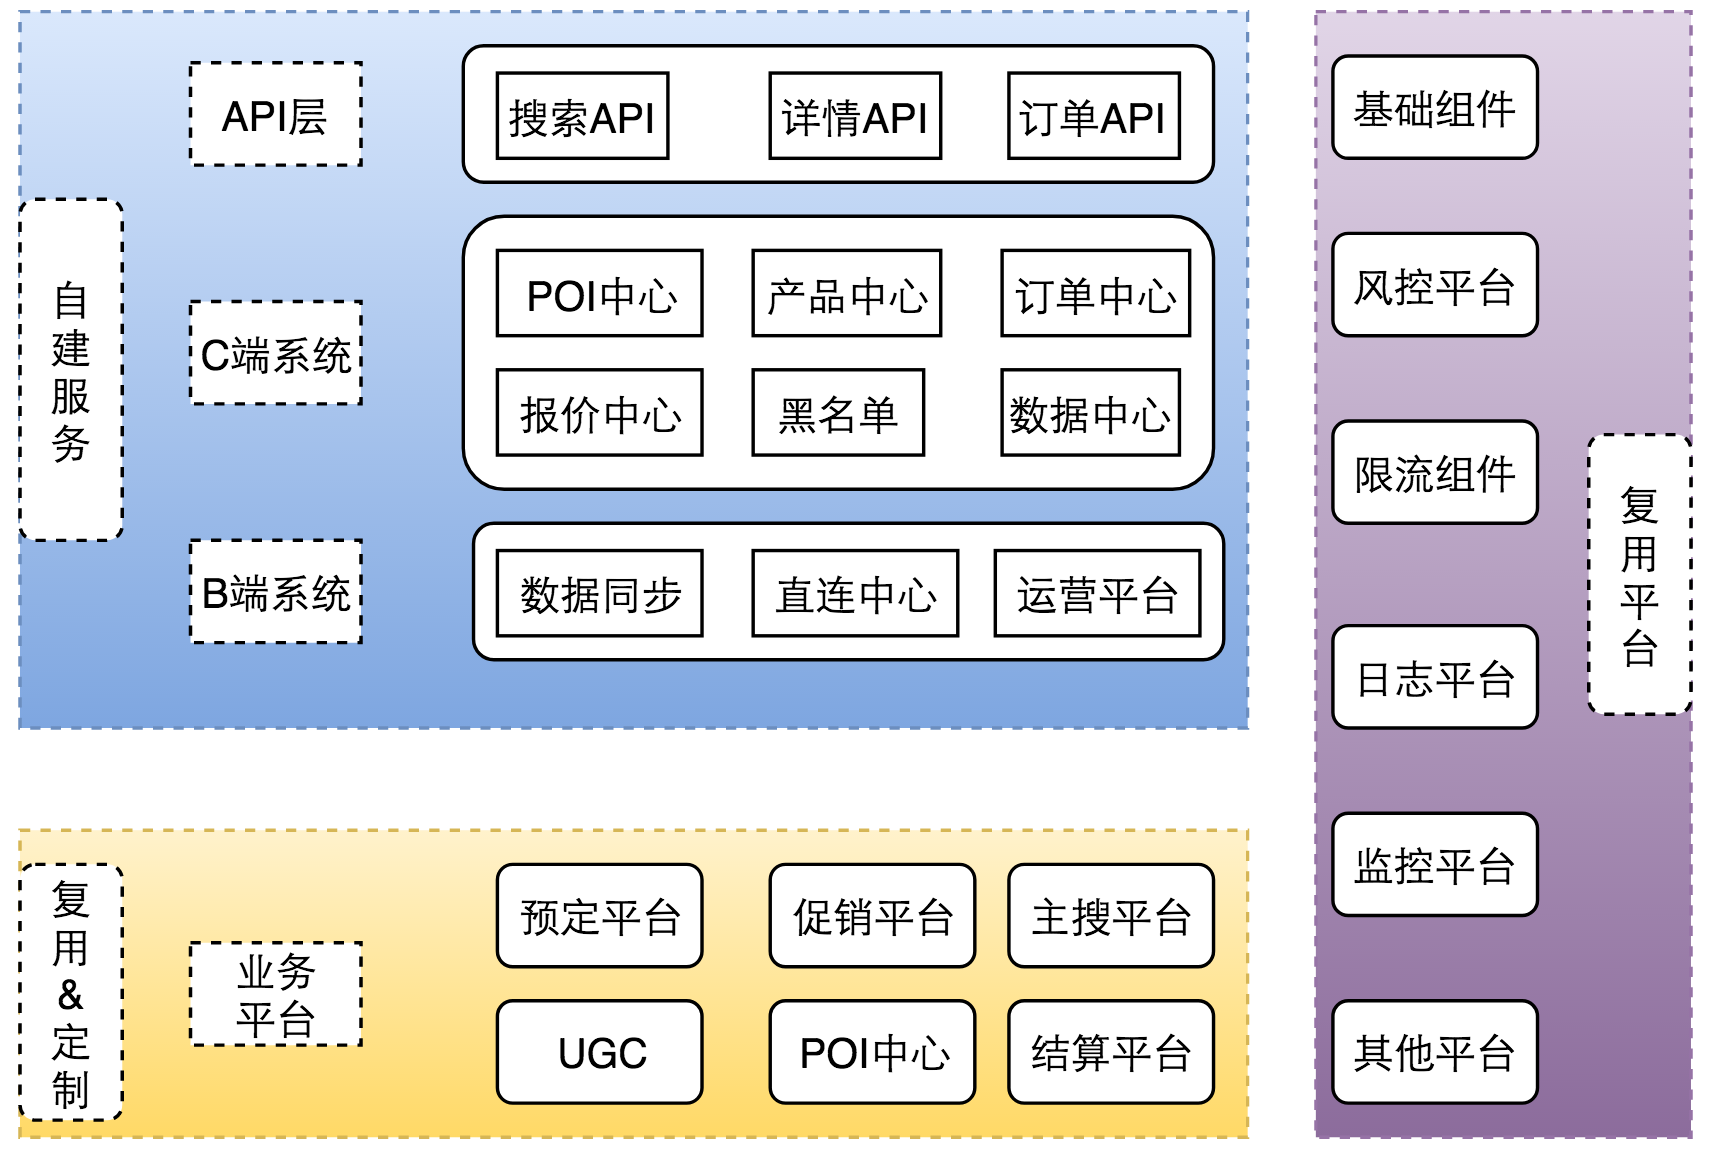 自
建
服
务
API层
搜索API
详情API
订单API
C端系统
POI中心
产品中心
订单中心
报价中心
黑名单
数据中心
B端系统
数据同步
直连中心
运营平台
复
用
&
定
制
业务
平台
预定平台
促销平台
主搜平台
UGC
POI中心
结算平台
基础组件
风控平台
限流组件
日志平台
监控平台
其他平台
复
用
平
台